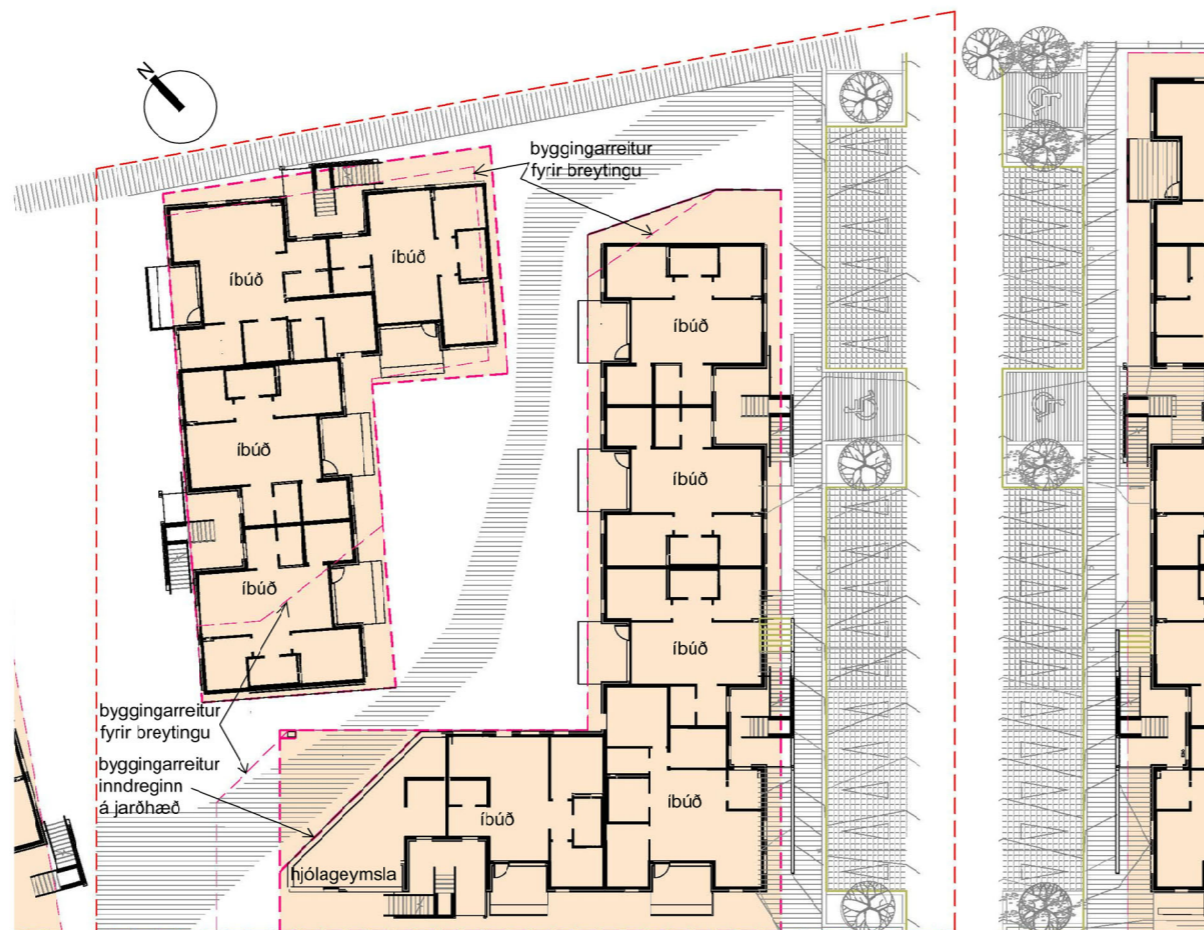 N
byggingarreitur
fyrir breytingu
íbúð
íbúð
íbúð
íbúð
íbúð
íbúð
íbúð
byggingarreitur
fyrir breytingu
byggingarreitur
inndreginn
á jarðhæð
íbúð
íbúð
hjólageymsla